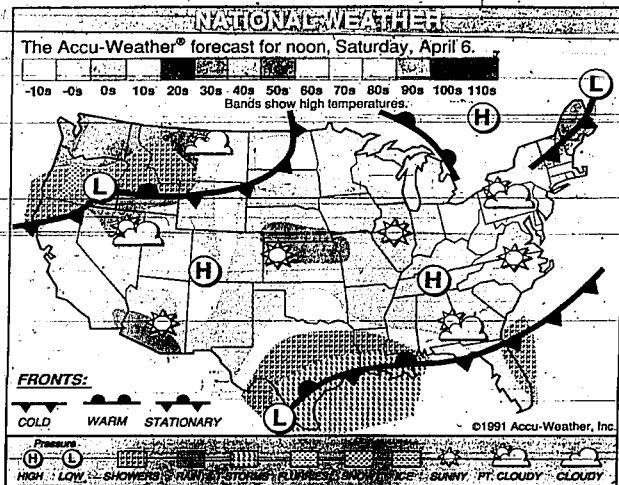 NATIONAL WEATHER
The Accu-Weather® forecast for noon, Saturday, April 6.
-10s -0s 0s 10s 20s 30s 40s 50s 60s 70s 80s 90s 100s 110s
Bands show high temperatures.
L
H
L
H
H
L
FRONTS:
COLD WARM STATIONARY
©1991 Accu-Weather, Inc.
Pressure
H L
HIGH LOW SHOWERS RAIN T-STORMS FLURRIES SNOW ICE SUNNY PT. CLOUDY CLOUDY